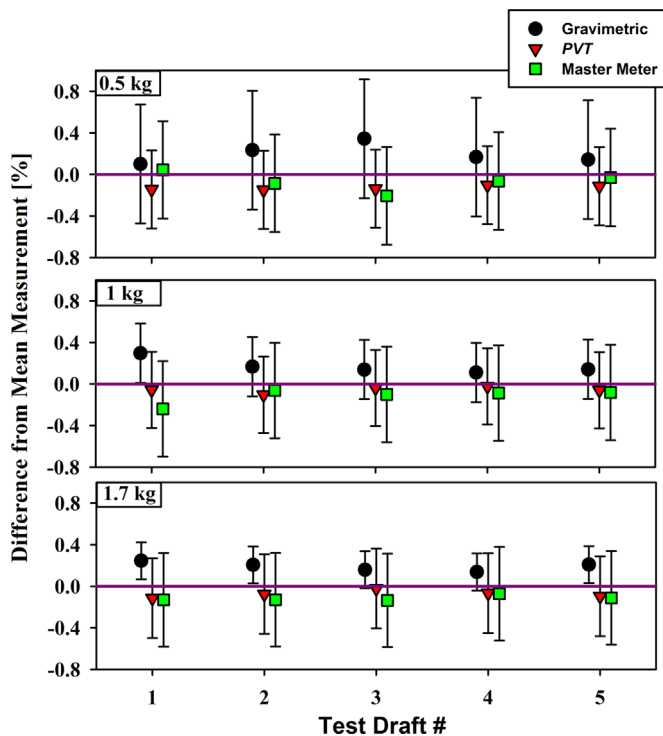 Gravimetric
PVT
Master Meter
0.5 kg
0.8
0.4
0.0
-0.4
-0.8
1 kg
0.8
0.4
0.0
-0.4
-0.8
1.7 kg
0.8
0.4
0.0
-0.4
-0.8
Difference from Mean Measurement [%]
1 2 3 4 5
Test Draft #